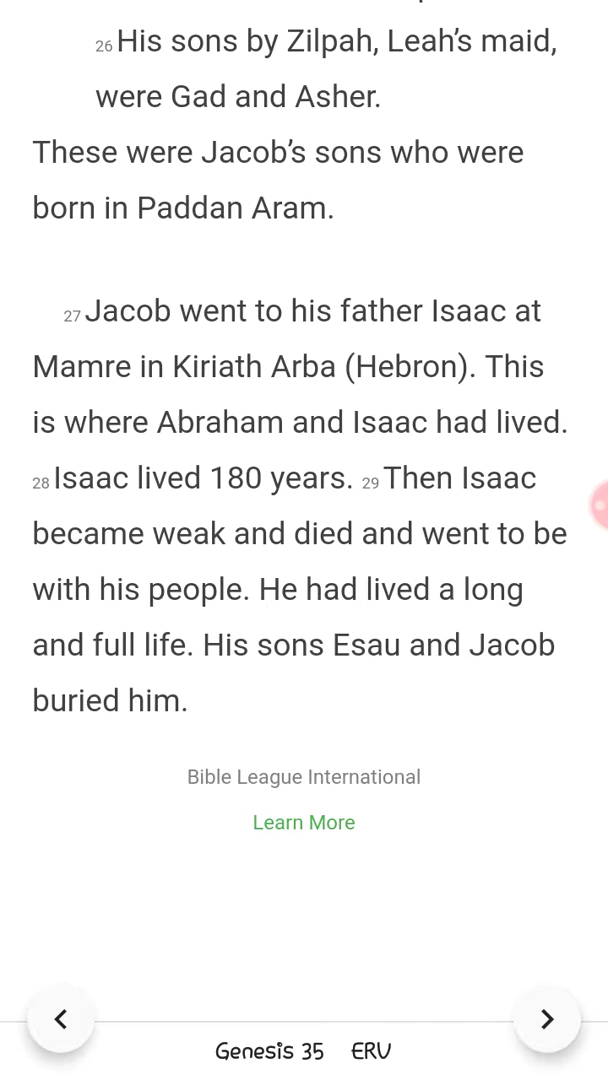 26 His sons by Zilpah, Leah’s maid,
were Gad and Asher.
These were Jacob’s sons who were
born in Paddan Aram.
27 Jacob went to his father Isaac at
Mamre in Kiriath Arba (Hebron). This
is where Abraham and Isaac had lived.
28 Isaac lived 180 years. 29 Then Isaac
became weak and died and went to be
with his people. He had lived a long
and full life. His sons Esau and Jacob
buried him.
Bible League International
Learn More
Genesis 35 ERV